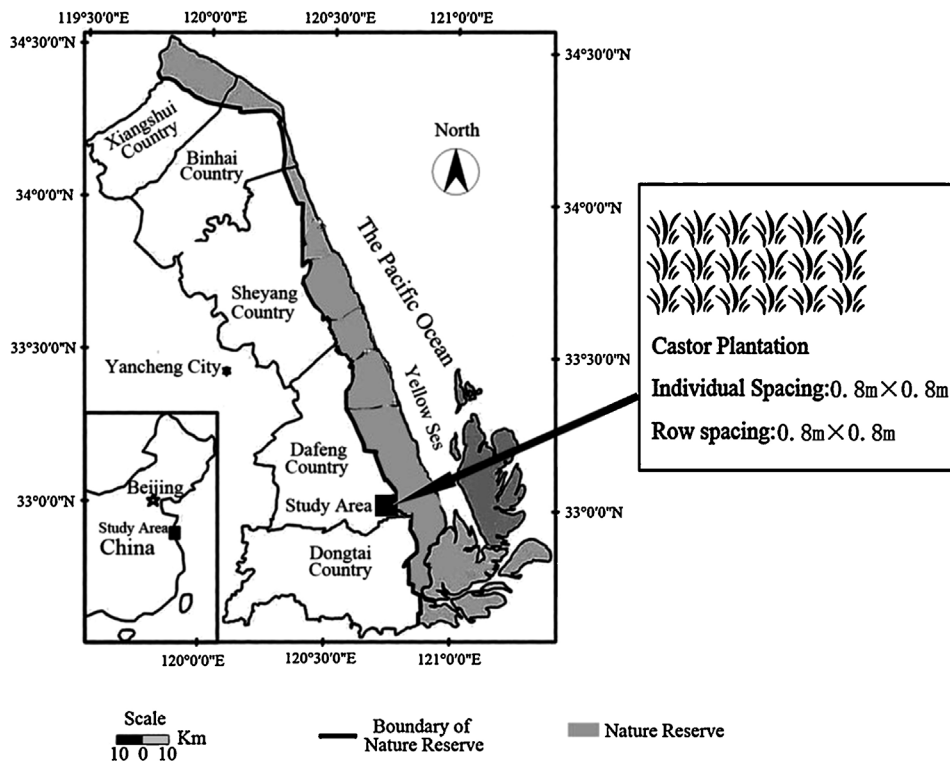 119°30'0"E
120°0'0"E
120°30'0"E
121°0'0"E
34°30'0"N
34°30'0"N
Xiangshui
Country
Binhai
Country
North
34°0'0"N
34°0'0"N
The Pacific Ocean
Sheyang
Country
33°30'0"N
33°30'0"N
Yancheng City
Yellow Ses
Castor Plantation
Individual Spacing:0.8m×0.8m
Row spacing:0.8m×0.8m
Dafeng
Country
Study Area
33°0'0"N
33°0'0"N
Beijing
Study Area
China
Dongtai
Country
120°0'0"E
120°30'0"E
121°0'0"E
Scale
Km
10 0 10
Boundary of
Nature Reserve
Nature Reserve